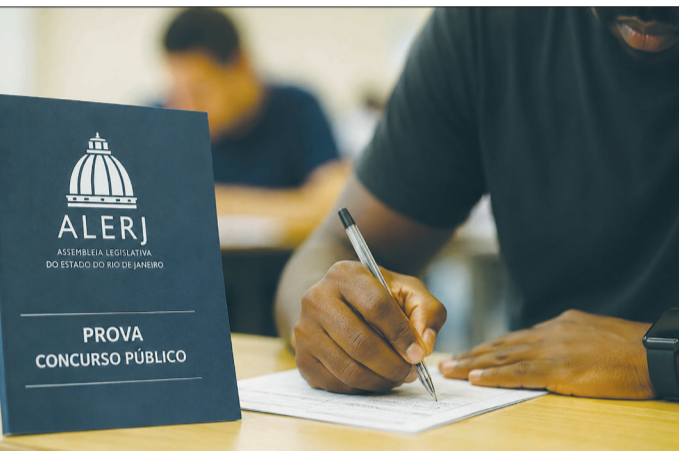 ALERJ
ASSEMBLEIA LEGISLATIVA
DO ESTADO DO RIO DE JANEIRO
PROVA
CONCURSO PÚBLICO